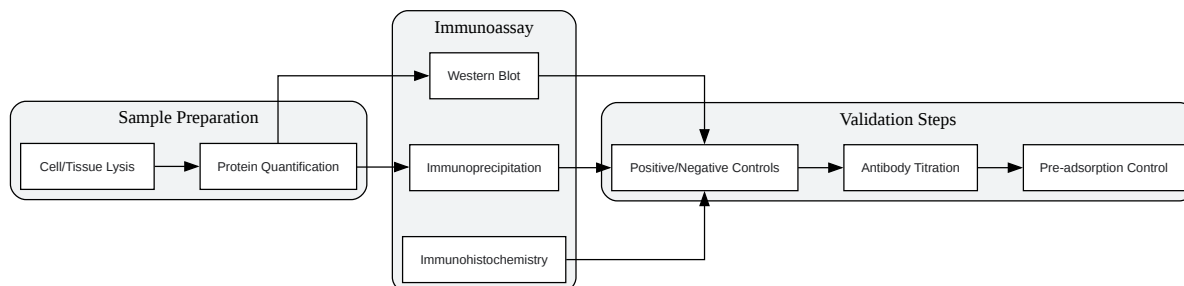 Immunoassay
Western Blot
Sample Preparation
Validation Steps
Cell/Tissue Lysis
Protein Quantification
Immunoprecipitation
Positive/Negative Controls
Antibody Titration
Pre-adsorption Control
Immunohistochemistry